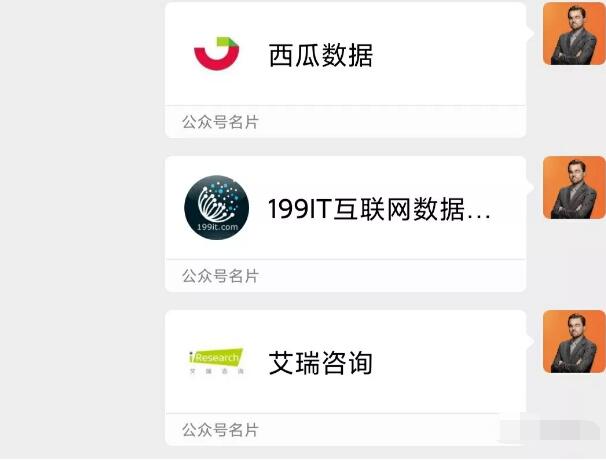 西瓜数据
公众号名片
199it.com
199IT互联网数据...
公众号名片
iResearch
艾瑞咨询
艾瑞咨询
公众号名片